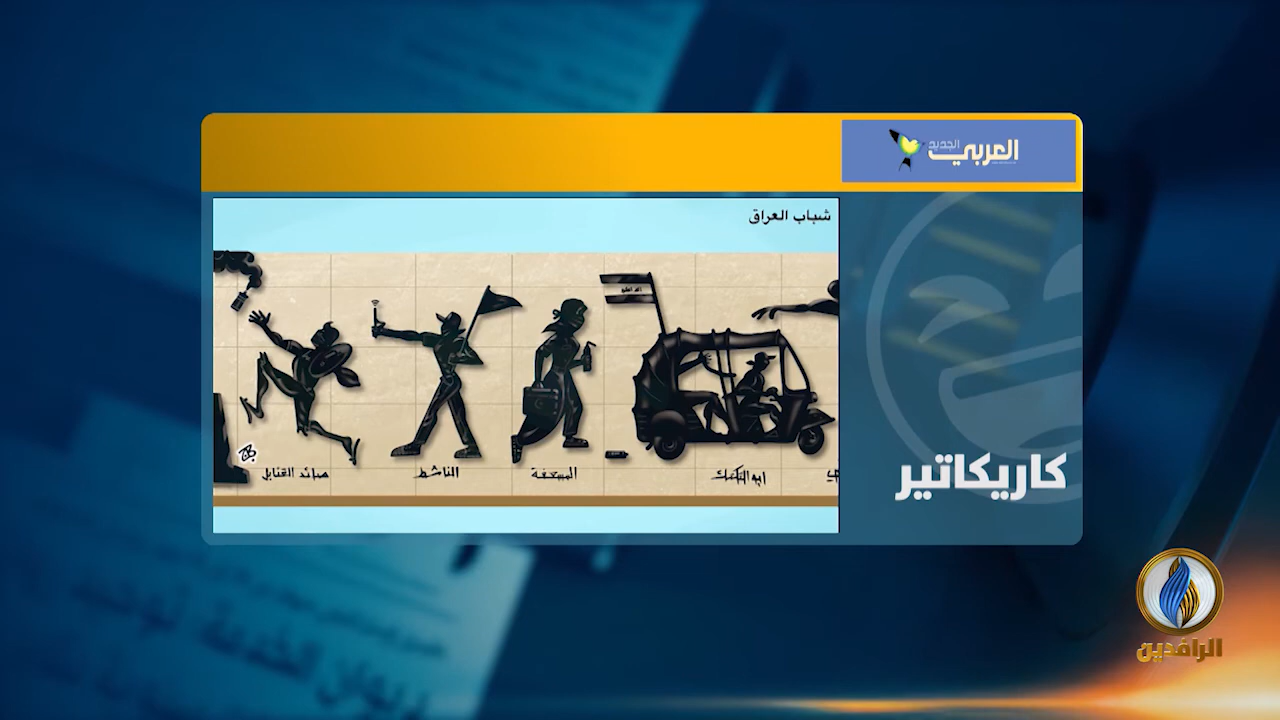 العربي الجديد
شباب العراق
صائد القنابل
الناشط
المسعفة
ابو التكتك
كاريكاتير
الرافدين